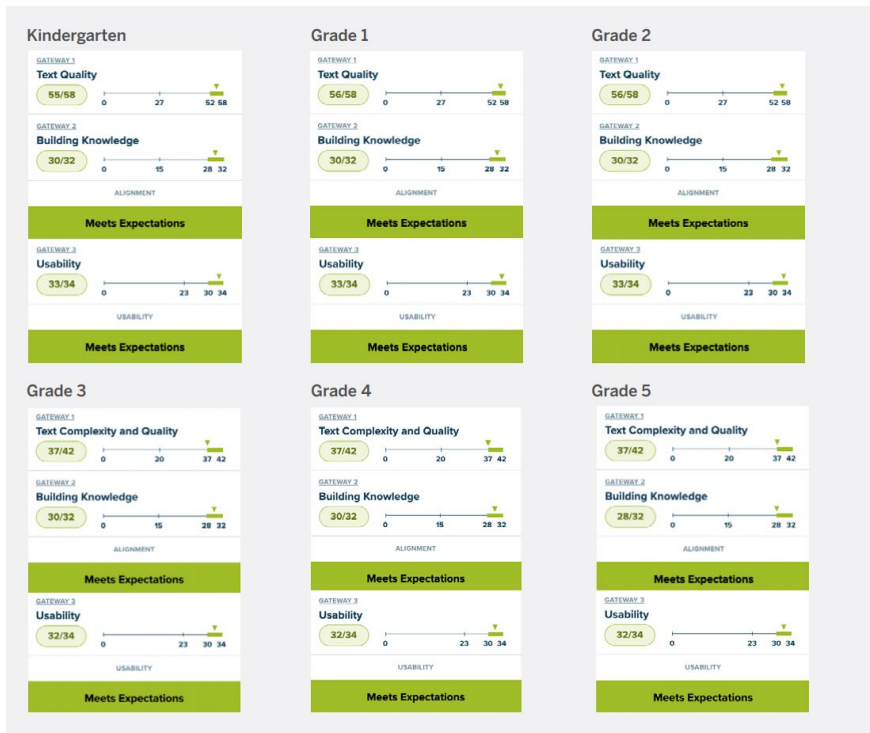 Kindergarten
GATEWAY 1
Text Quality
55/58
0 27 52 58
GATEWAY 2
Building Knowledge
30/32
0 15 28 32
ALIGNMENT
Meets Expectations
GATEWAY 3
Usability
33/34
0 23 30 34
USABILITY
Meets Expectations
Grade 1
GATEWAY 1
Text Quality
56/58
0 27 52 58
GATEWAY 2
Building Knowledge
30/32
0 15 28 32
ALIGNMENT
Meets Expectations
GATEWAY 3
Usability
33/34
0 23 30 34
USABILITY
Meets Expectations
Grade 2
GATEWAY 1
Text Quality
56/58
0 27 52 58
GATEWAY 2
Building Knowledge
30/32
0 15 28 32
ALIGNMENT
Meets Expectations
GATEWAY 3
Usability
33/34
0 23 30 34
USABILITY
Meets Expectations
Grade 3
GATEWAY 1
Text Complexity and Quality
37/42
0 20 37 42
GATEWAY 2
Building Knowledge
30/32
0 15 28 32
ALIGNMENT
Meets Expectations
GATEWAY 3
Usability
32/34
0 23 30 34
USABILITY
Meets Expectations
Grade 4
GATEWAY 1
Text Complexity and Quality
37/42
0 20 37 42
GATEWAY 2
Building Knowledge
30/32
0 15 28 32
ALIGNMENT
Meets Expectations
GATEWAY 3
Usability
32/34
0 23 30 34
USABILITY
Meets Expectations
Grade 5
GATEWAY 1
Text Complexity and Quality
37/42
0 20 37 42
GATEWAY 2
Building Knowledge
28/32
0 15 28 32
ALIGNMENT
Meets Expectations
GATEWAY 3
Usability
32/34
0 23 30 34
USABILITY
Meets Expectations